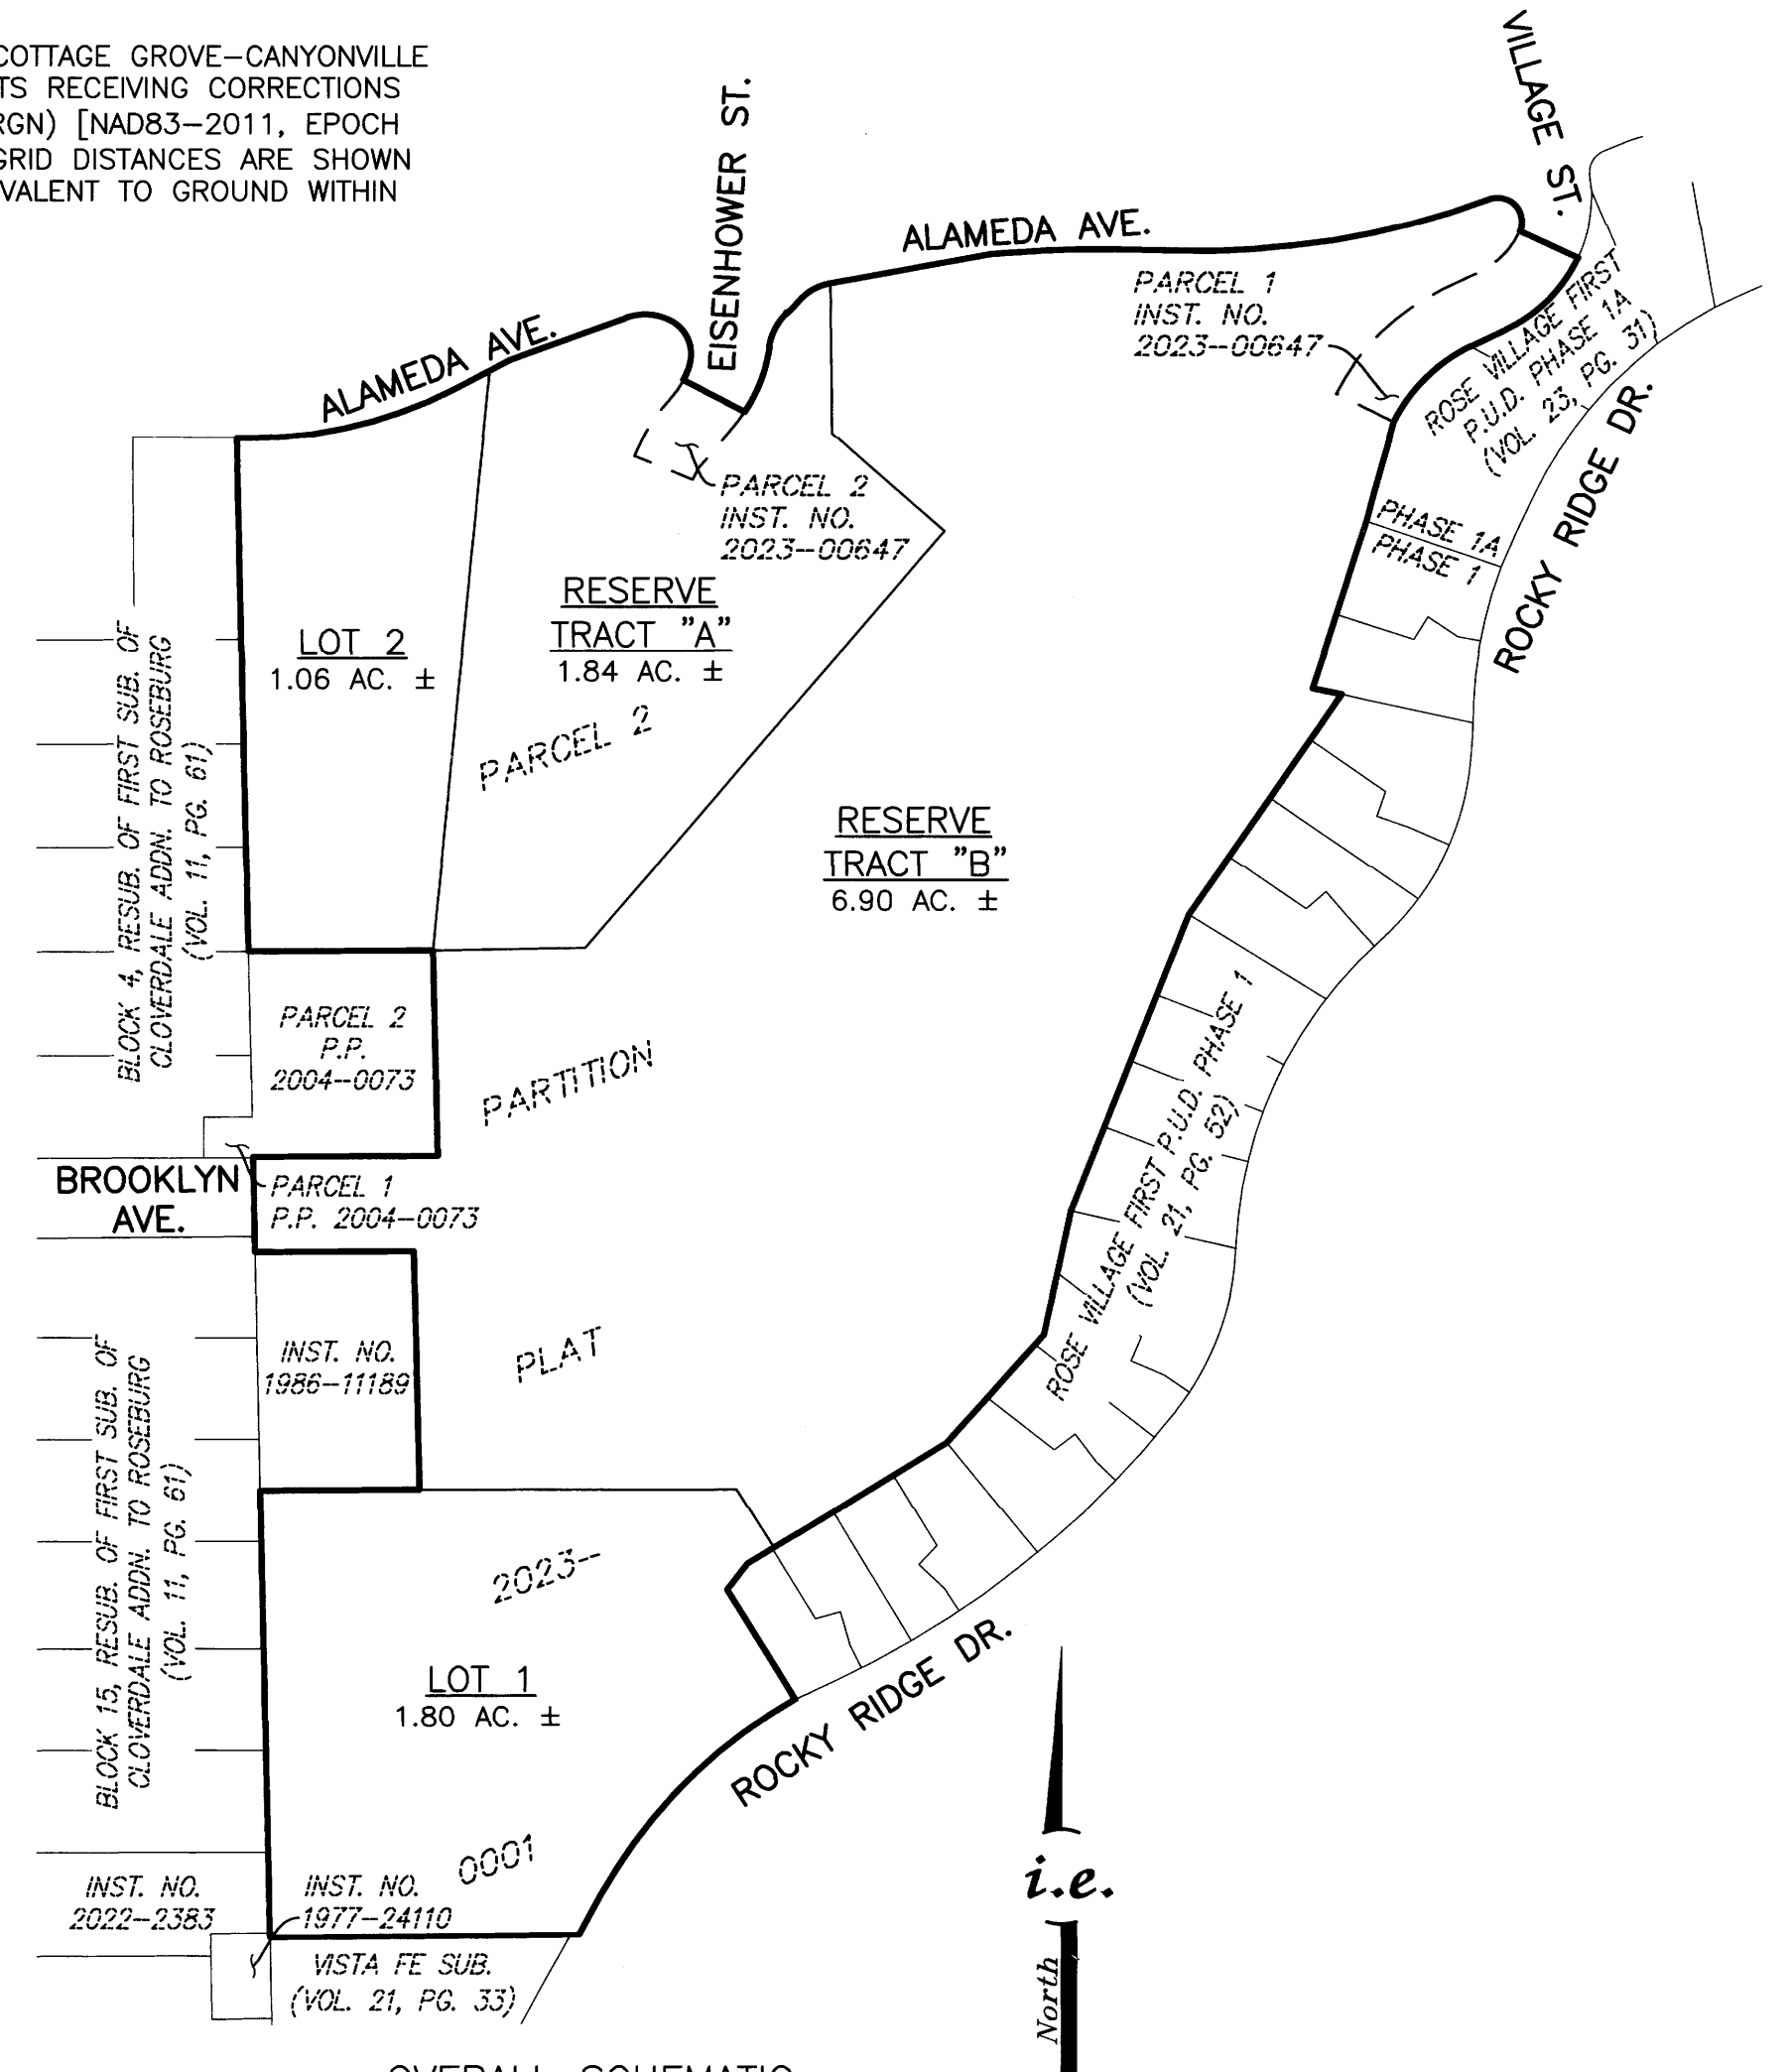 COTTAGE GROVE-CANYONVILLE
TS RECEIVING CORRECTIONS
RGN) [NAD83-2011, EPOCH
GRID DISTANCES ARE SHOWN
VALENT TO GROUND WITHIN
EISENHOWER ST.
VILLAGE ST.
ALAMEDA AVE.
ALAMEDA AVE.
PARCEL 1
INST. NO.
2023-00647
ROSE VILLAGE FIRST
P.U.D. PHASE 1A
(VOL. 23, PG. 31)
ROCKY RIDGE DR.
PARCEL 2
INST. NO.
2023-00647
PHASE 1A
PHASE 1
RESERVE
TRACT "A"
1.84 AC. ±
LOT 2
1.06 AC. ±
BLOCK 4, RESUB. OF FIRST SUB. OF
CLOVERDALE ADDN. TO ROSEBURG
(VOL. 11, PG. 61)
PARCEL 2
RESERVE
TRACT "B"
6.90 AC. ±
PARCEL 2
P.P.
2004-0073
PARTITION
ROSE VILLAGE FIRST P.U.D. PHASE 1
(VOL. 21, PG. 52)
BROOKLYN
AVE.
PARCEL 1
P.P. 2004-0073
INST. NO.
1986-11189
PLAT
BLOCK 15, RESUB. OF FIRST SUB. OF
CLOVERDALE ADDN. TO ROSEBURG
(VOL. 11, PG. 61)
2023-
LOT 1
1.80 AC. ±
ROCKY RIDGE DR.
0001
INST. NO.
2022-2383
INST. NO.
1977-24110
VISTA FE SUB.
(VOL. 21, PG. 33)
i.e.
North
OVERALL SCHEMATIC